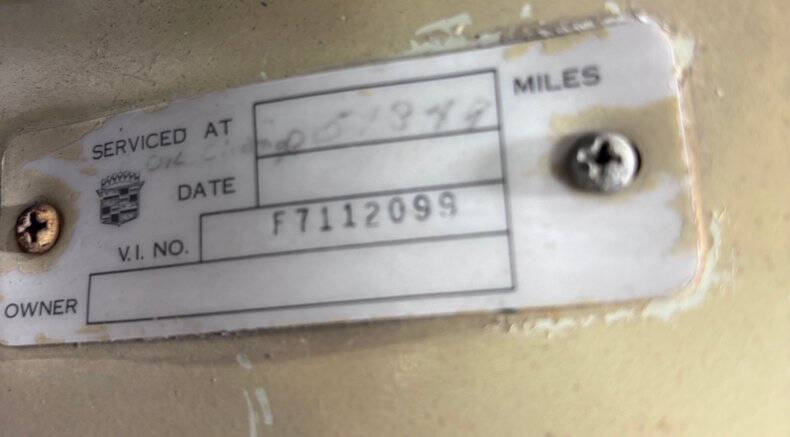 SERVICED AT MILES
DATE
V.I. NO. F7112099
OWNER